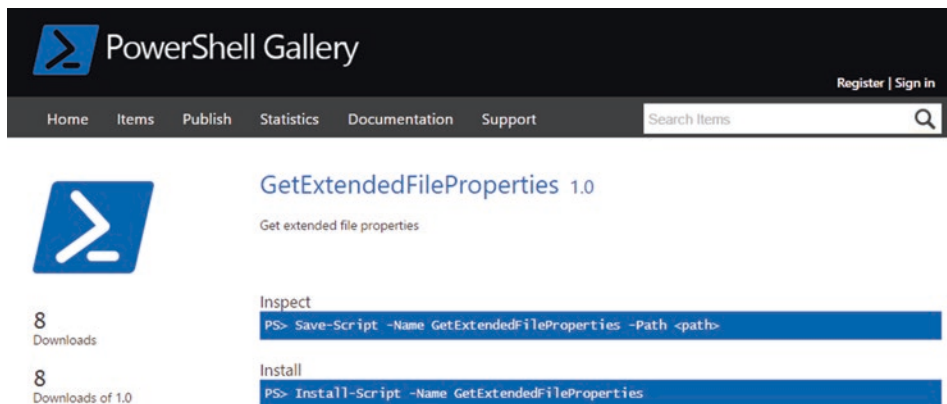 PowerShell Gallery
Register | Sign in
Home Items Publish Statistics Documentation Support Search Items
GetExtendedFileProperties 1.0
Get extended file properties
8
Downloads
8
Downloads of 1.0
Inspect
PS> Save-Script -Name GetExtendedFileProperties -Path <path>
Install
PS> Install-Script -Name GetExtendedFileProperties